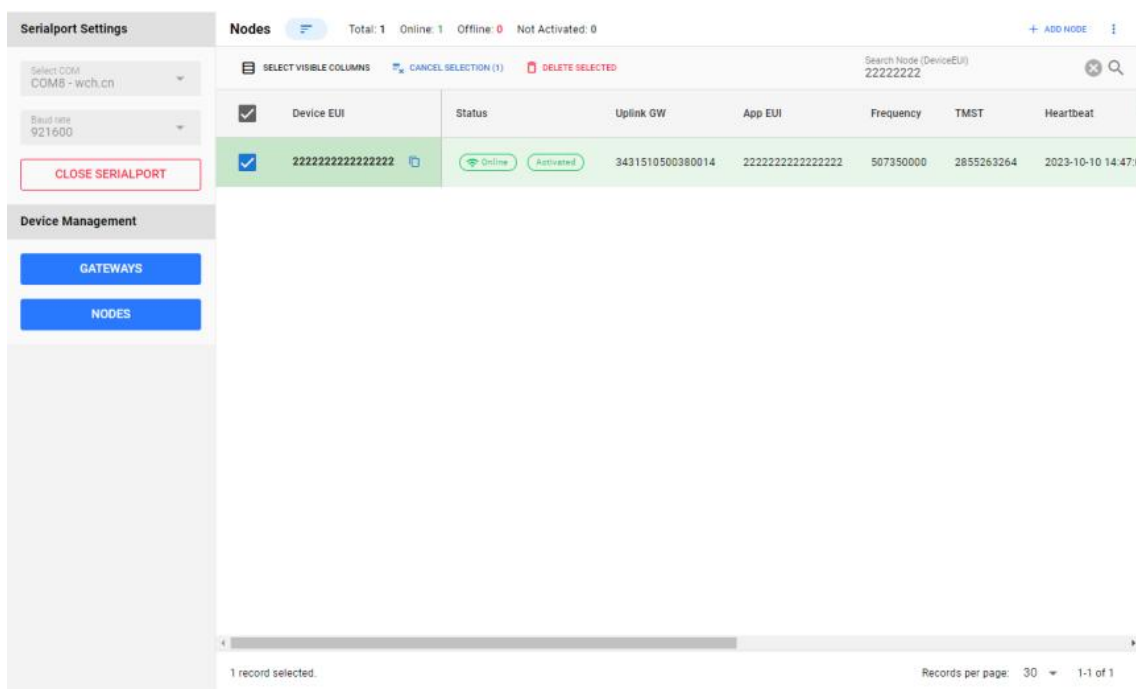 Serialport Settings
Select COM
COM8 - wch.cn
Baud rate
921600
CLOSE SERIALPORT
Device Management
GATEWAYS
NODES
Nodes Total: 1 Online: 1 Offline: 0 Not Activated: 0 + ADD NODE
SELECT VISIBLE COLUMNS CANCEL SELECTION (1) DELETE SELECTED Search Node (DeviceEUI)
22222222
Device EUI Status Uplink GW App EUI Frequency TMST Heartbeat
2222222222222222 Online Activated 3431510500380014 2222222222222222 507350000 2855263264 2023-10-10 14:47:
1 record selected. Records per page: 30 1-1 of 1